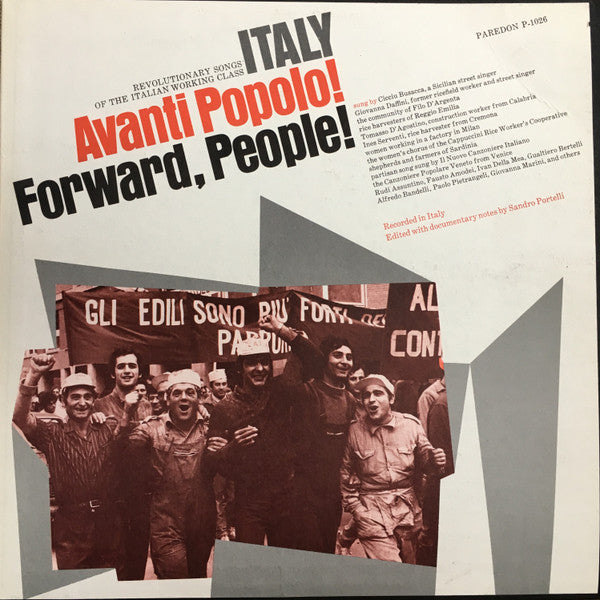 PAREDON P-1026
REVOLUTIONARY SONGS
OF THE ITALIAN WORKING CLASS
ITALY
Avanti Popolo!
Forward, People!
sung by Ciccio Busacca, a Sicilian street singer
Giovanna Daffini, former ricefield worker and street singer
the community of Filo D'Argenta
rice harvesters of Reggio Emilia
Tomasso D'Agostino, construction worker from Calabria
Ines Serventi, rice harvester from Cremona
women working in a factory in Milan
the women's chorus of the Cappuccini Rice Worker's Cooperative
shepherds and farmers of Sardinia
partisan song sung by Il Nuovo Canzoniere Italiano
the Canzoniere Popolare Veneto from Venice
Rudi Assuntino, Fausto Amodei, Ivan Della Mea, Gualtiero Bertelli
Alfredo Bandelli, Paolo Pietrangeli, Giovanna Marini, and others
Recorded in Italy
Edited with documentary notes by Sandro Portelli
GLI EDILI SONO PIU' FORTI
AL
CON